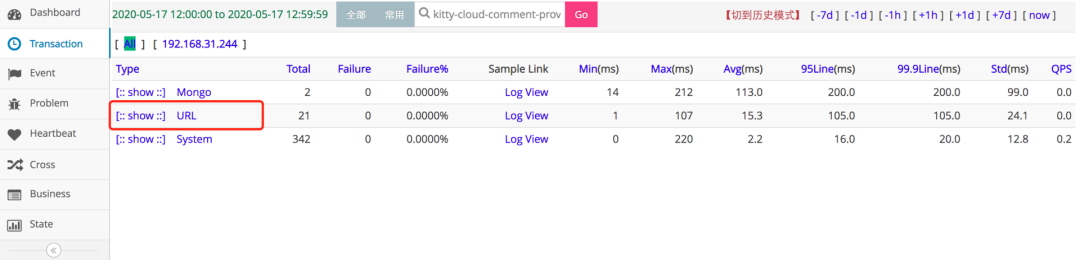 Dashboard
Transaction
Event
Problem
Heartbeat
Cross
Business
State
2020-05-17 12:00:00 to 2020-05-17 12:59:59 全部 常用 kitty-cloud-comment-prov Go 【切到历史模式】 [ -7d ] [ -1d ] [ -1h ] [ +1h ] [ +1d ] [ +7d ] [ now ]
[ All ] [ 192.168.31.244 ]
Type Total Failure Failure% Sample Link Min(ms) Max(ms) Avg(ms) 95Line(ms) 99.9Line(ms) Std(ms) QPS
[:: show ::] Mongo 2 0 0.0000% Log View 14 212 113.0 200.0 200.0 99.0 0.0
[:: show ::] URL 21 0 0.0000% Log View 1 107 15.3 105.0 105.0 24.1 0.0
[:: show ::] System 342 0 0.0000% Log View 0 220 2.2 16.0 20.0 12.8 0.2